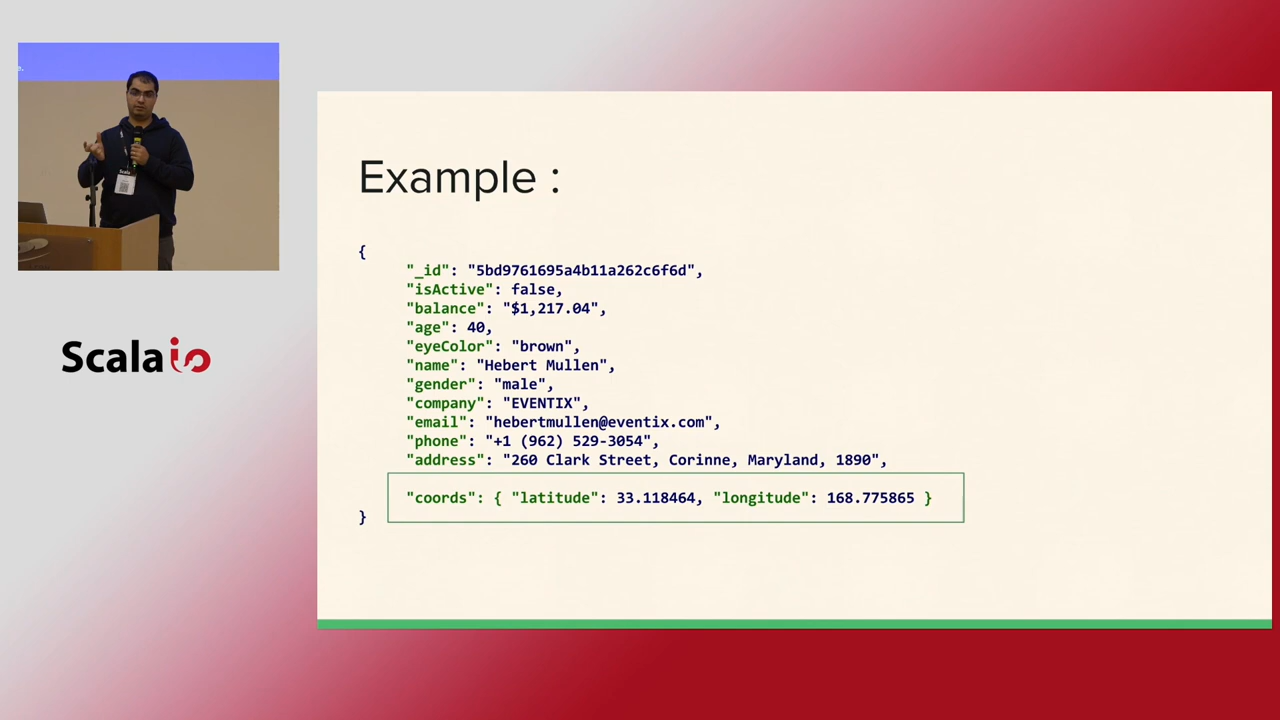 s.
Scala
Scala io
Example :
{
"_id": "5bd9761695a4b11a262c6f6d",
"isActive": false,
"balance": "$1,217.04",
"age": 40,
"eyeColor": "brown",
"name": "Hebert Mullen",
"gender": "male",
"company": "EVENTIX",
"email": "hebertmullen@eventix.com",
"phone": "+1 (962) 529-3054",
"address": "260 Clark Street, Corinne, Maryland, 1890",
"coords": { "latitude": 33.118464, "longitude": 168.775865 }
}